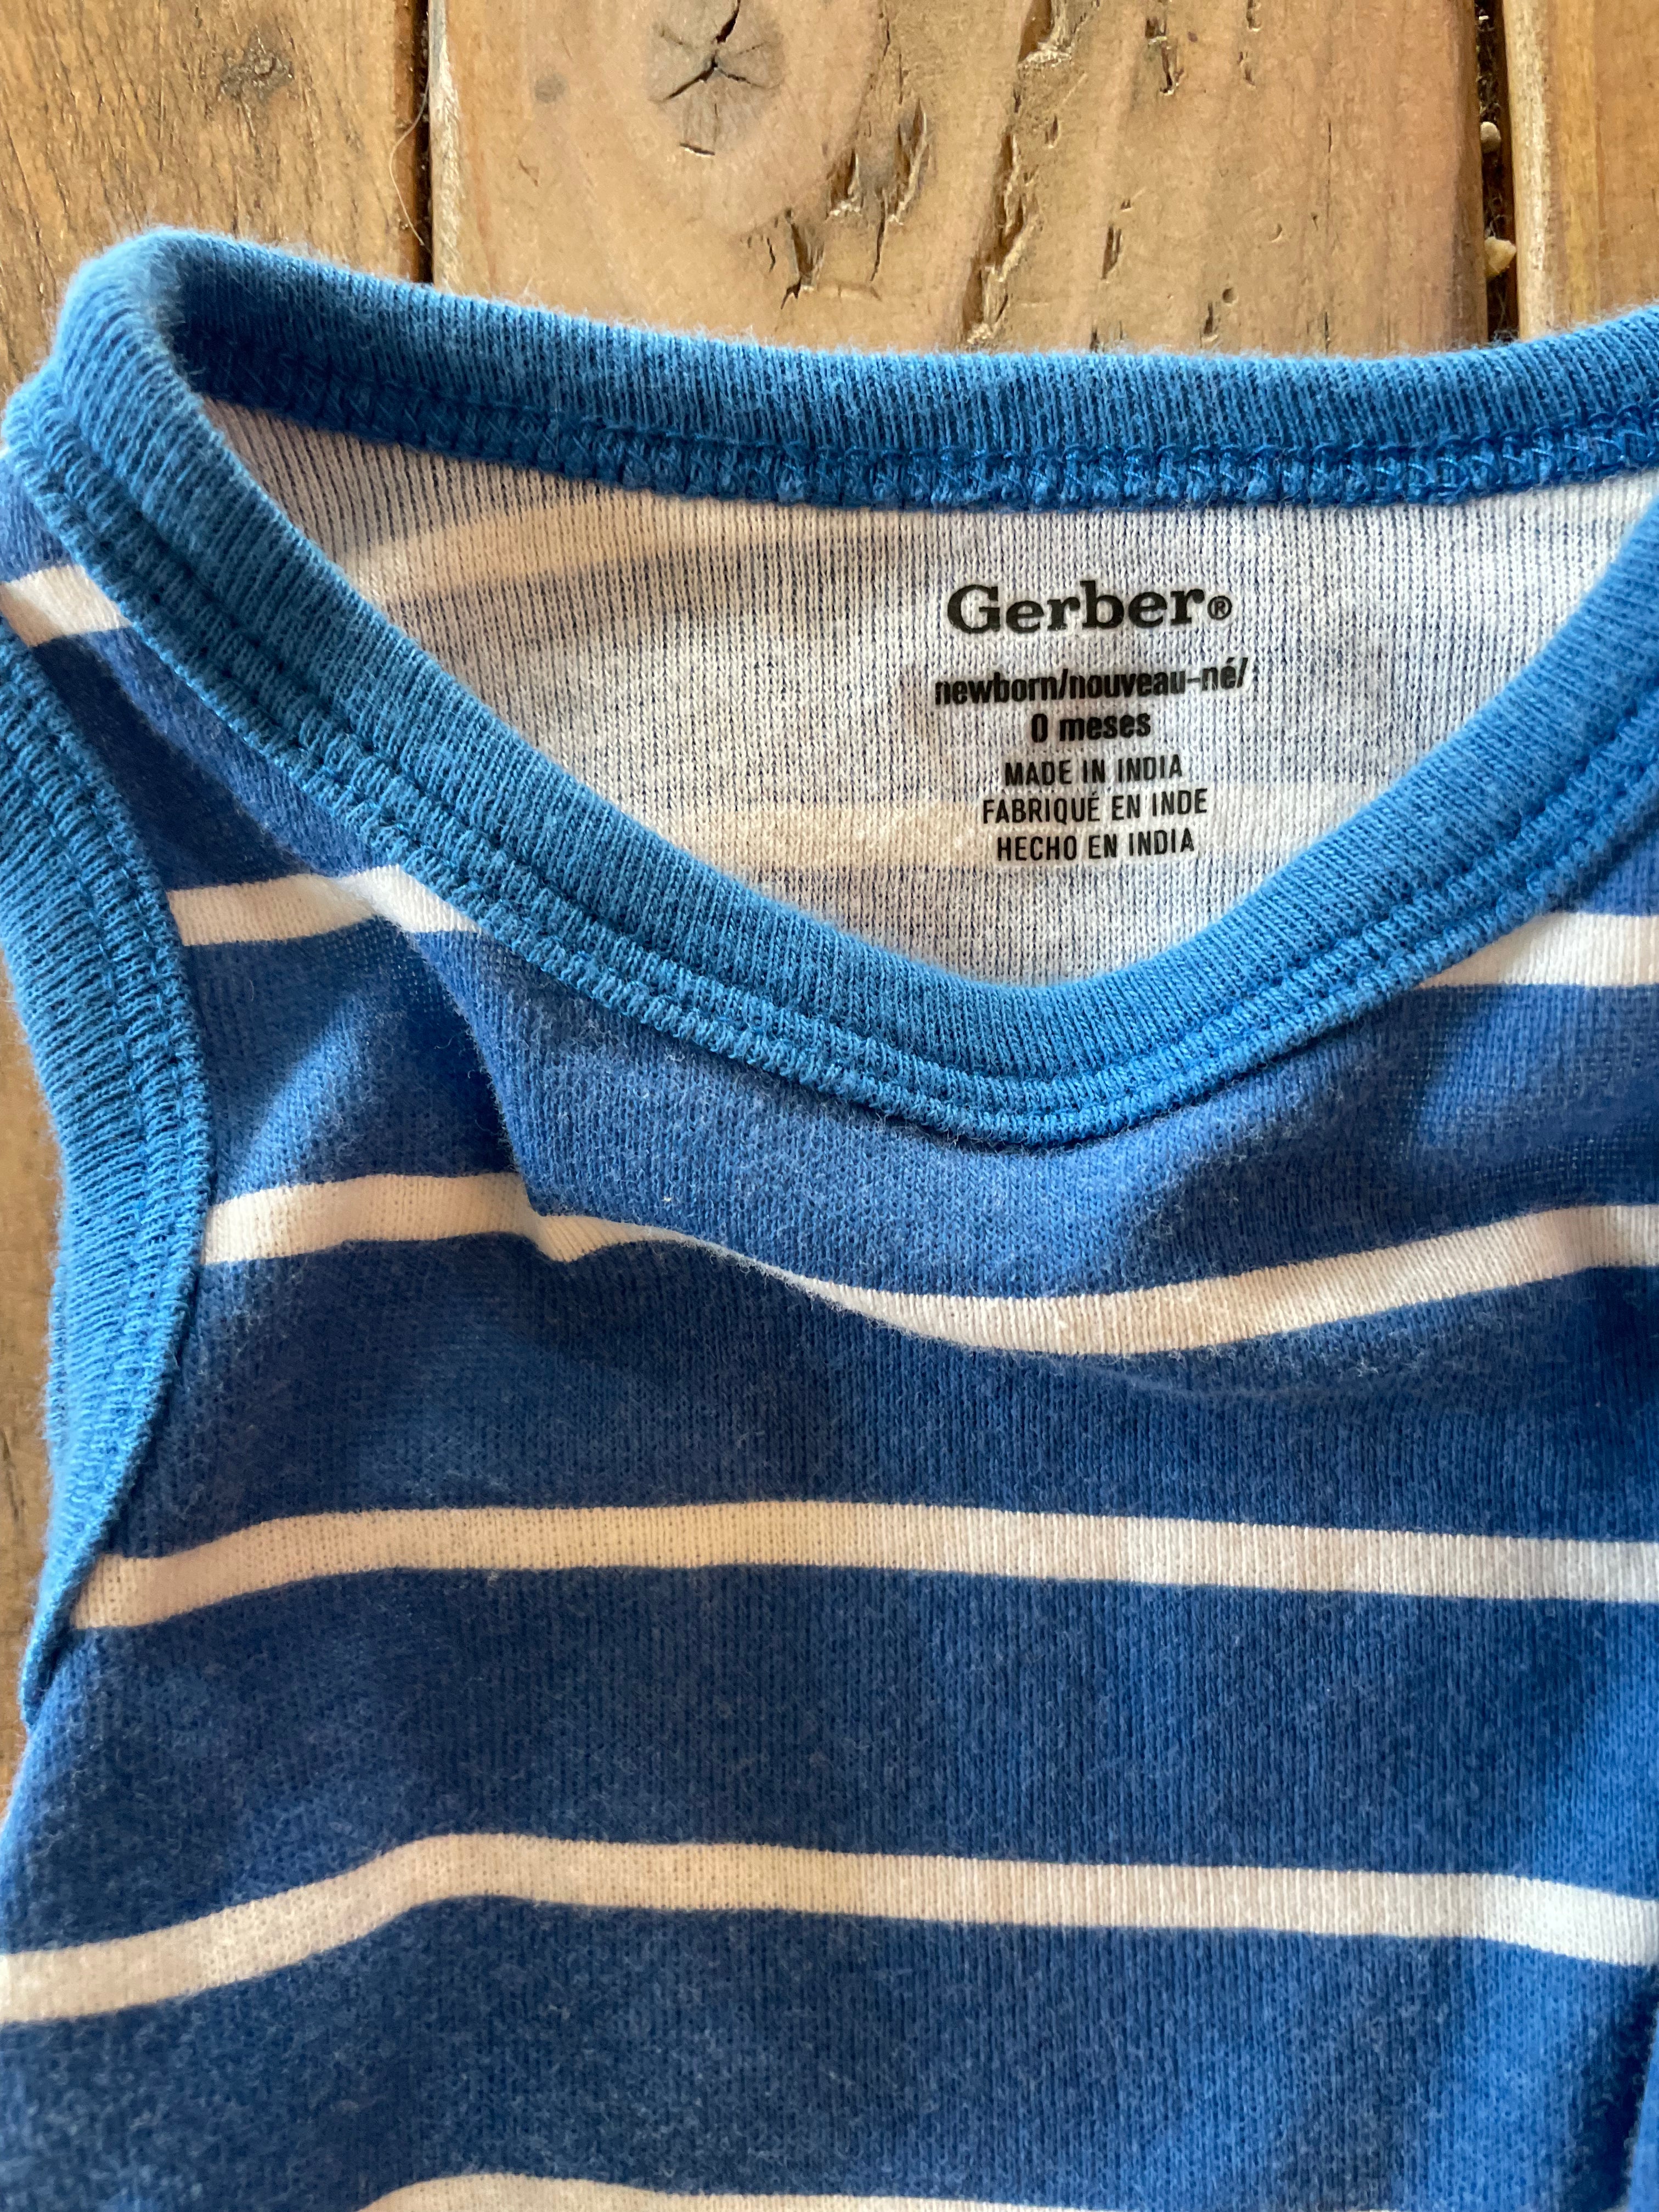 Gerber®
newborn/nouveau-né/
0 meses
MADE IN INDIA
FABRIQUÉ EN INDE
HECHO EN INDIA